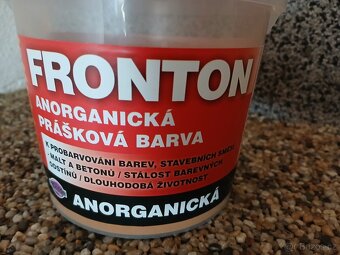 FRONTON
ANORGANICKÁ
PRÁŠKOVÁ BARVA
K PROBARVOVÁNÍ BAREV, STAVEBNÍCH SMĚSÍ
MALT A BETONŮ / STÁLOST BAREVNÝCH
ODSTÍNŮ / DLOUHODOBÁ ŽIVOTNOST
ANORGANICKÁ